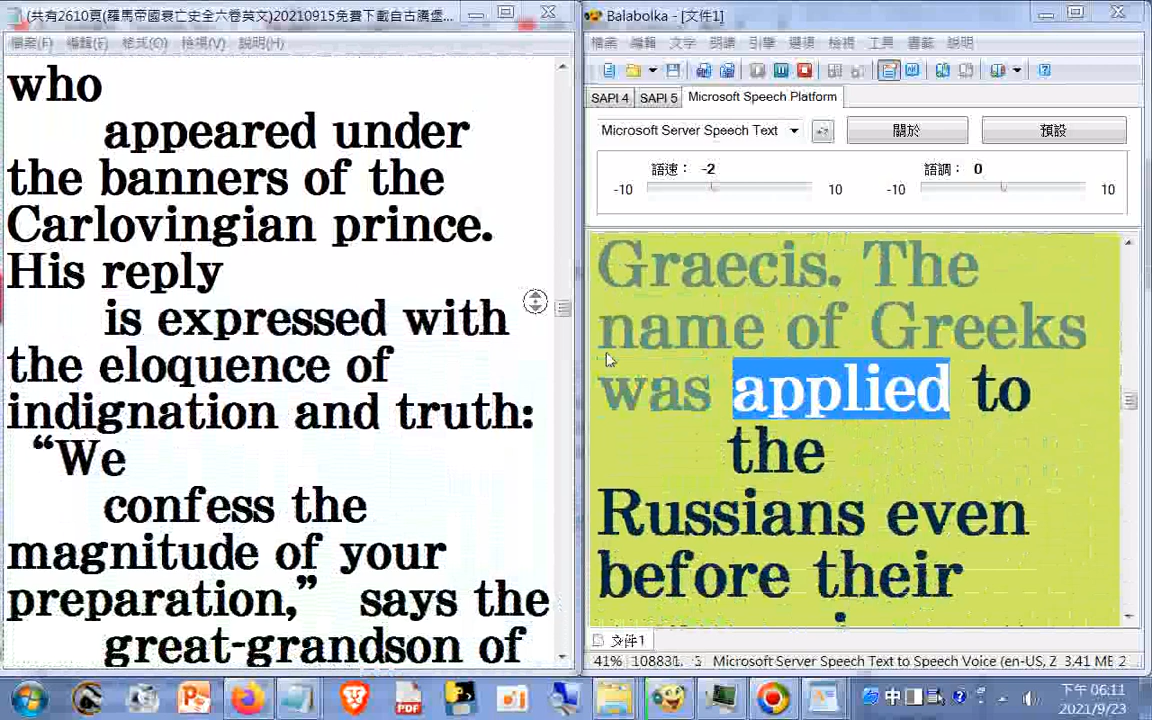 (共有2610頁(羅馬帝國衰亡史全六卷英文)20210915免費下載自古騰堡...
檔案(F) 編輯(E) 格式(O) 檢視(V) 說明(H)
who
appeared under
the banners of the
Carlovingian prince.
His reply
is expressed with
the eloquence of
indignation and truth:
“We
confess the
magnitude of your
preparation,” says the
great-grandson of
Balabolka - [文件1]
檔案 編輯 文字 朗讀 引擎 選項 檢視 工具 書籤 說明
SAPI 4 SAPI 5 Microsoft Speech Platform
Microsoft Server Speech Text 關於 預設
語速： -2 語調： 0
-10 10 -10 10
Graecis. The
name of Greeks
was applied to
the
Russians even
before their
文件1
41% 108831. Microsoft Server Speech Text to Speech Voice (en-US, Z 3.41 MB 2
PDF
中
下午 06:11
2021/9/23